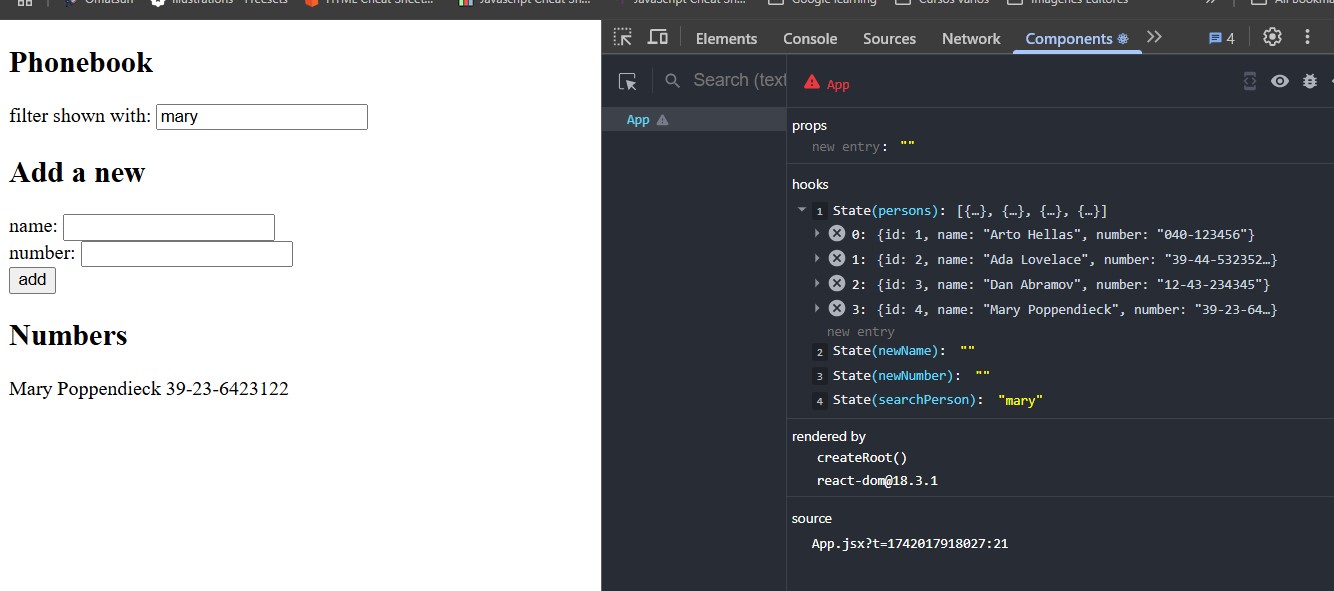 Phonebook
filter shown with: mary
Add a new
name:
number:
add
Numbers
Mary Poppendieck 39-23-6423122
Elements Console Sources Network Components 4
Search (text
App
App
props
new entry: ""
hooks
1 State(persons): [{…}, {…}, {…}, {…}]
0: {id: 1, name: "Arto Hellas", number: "040-123456"}
1: {id: 2, name: "Ada Lovelace", number: "39-44-532352…}
2: {id: 3, name: "Dan Abramov", number: "12-43-234345"}
3: {id: 4, name: "Mary Poppendieck", number: "39-23-64…}
new entry
2 State(newName): ""
3 State(newNumber): ""
4 State(searchPerson): "mary"
rendered by
createRoot()
react-dom@18.3.1
source
App.jsx?t=1742017918027:21